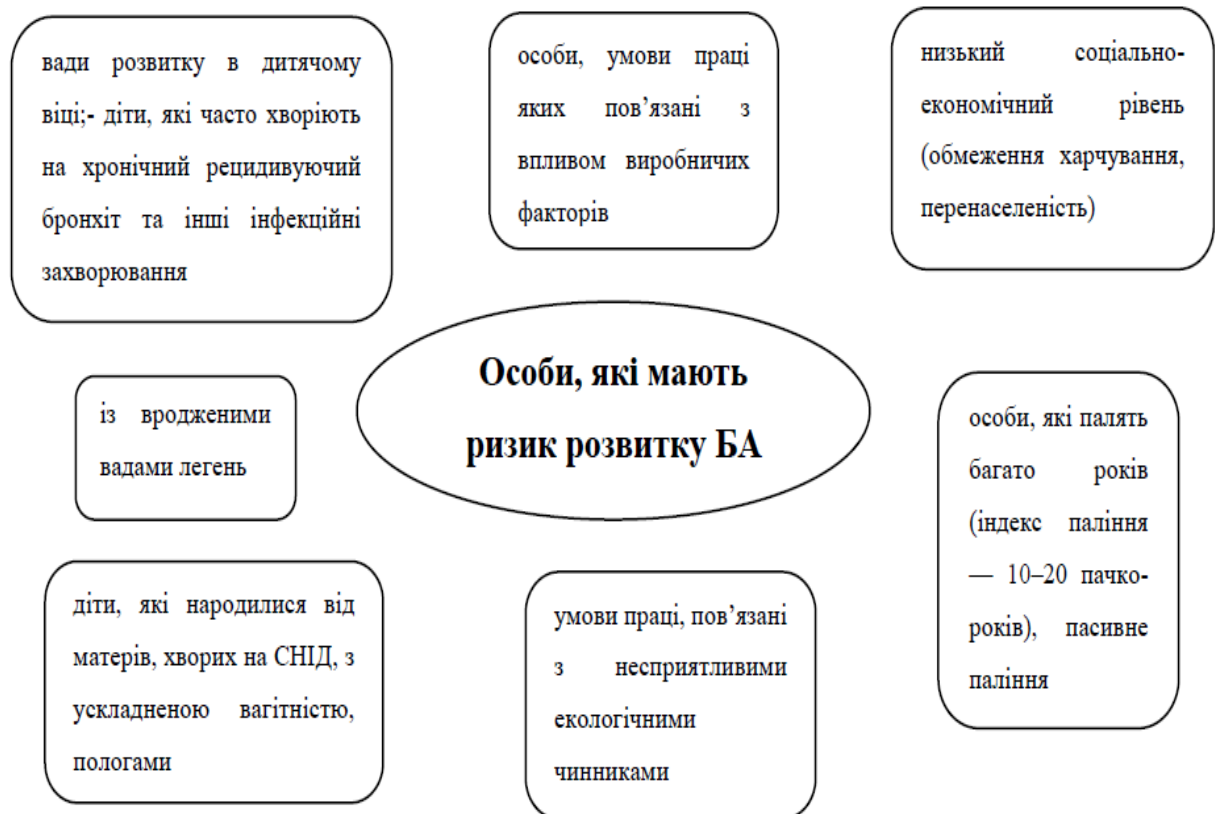 вади розвитку в дитячому
віці;- діти, які часто хворіють
на хронічний рецидивуючий
бронхіт та інші інфекційні
захворювання
особи, умови праці
яких пов’язані з
впливом виробничих
факторів
низький соціально-
економічний рівень
(обмеження харчування,
перенаселеність)
Особи, які мають
ризик розвитку БА
із вродженими
вадами легень
особи, які палять
багато років
(індекс паління
— 10–20 пачко-
років), пасивне
паління
діти, які народилися від
матерів, хворих на СНІД, з
ускладненою вагітністю,
пологами
умови праці, пов’язані
з несприятливими
екологічними
чинниками